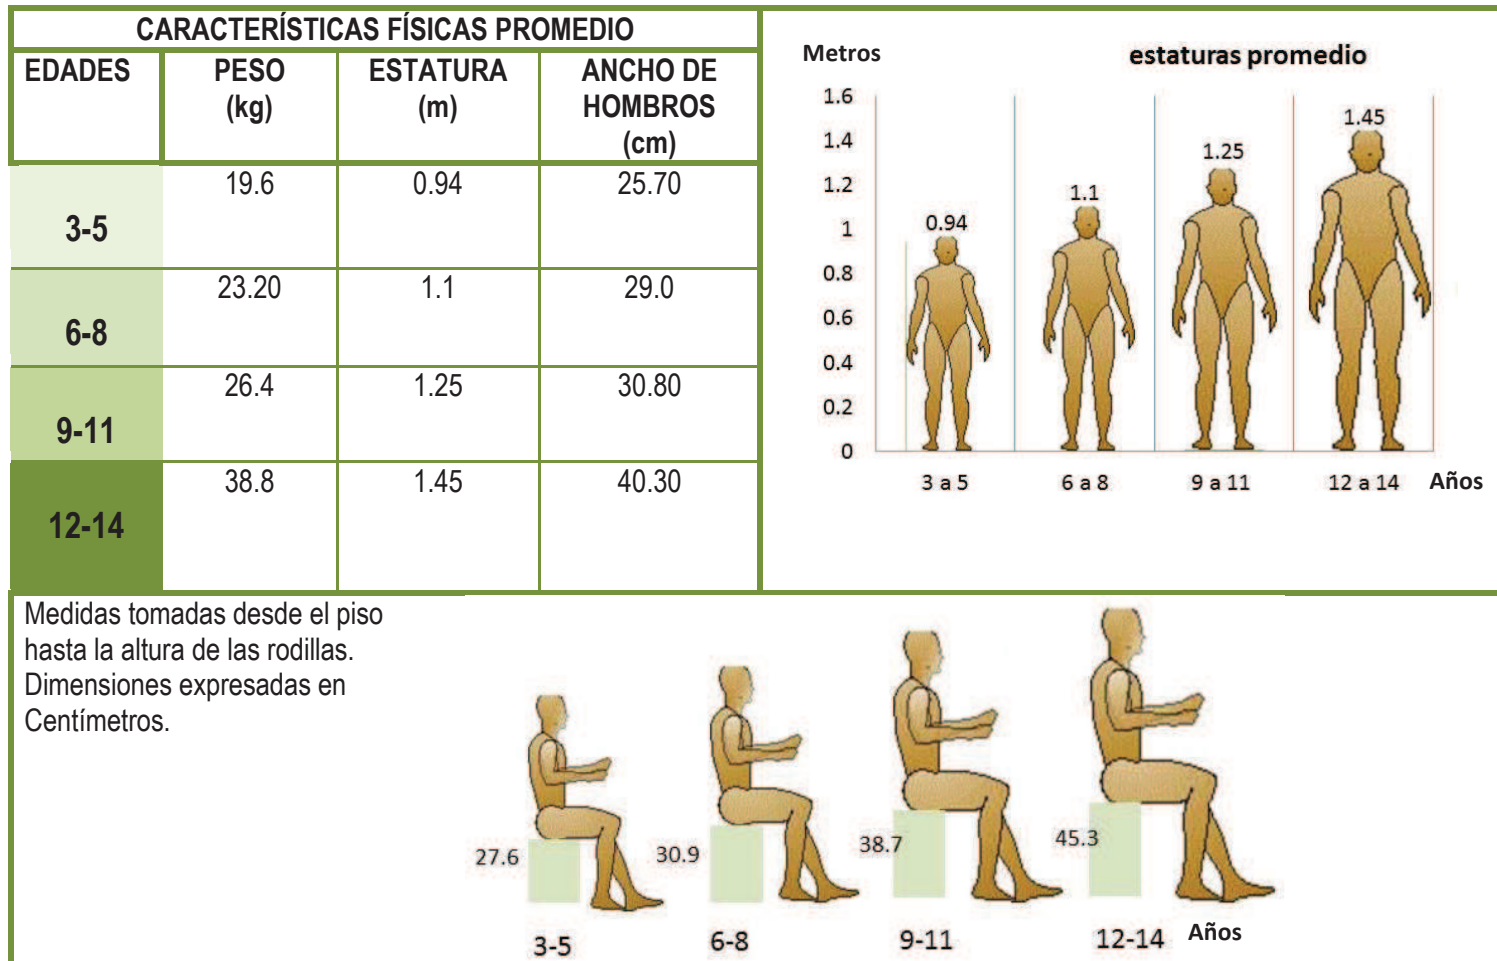 CARACTERÍSTICAS FÍSICAS PROMEDIO
EDADES PESO (kg) ESTATURA (m) ANCHO DE HOMBROS (cm)
3-5 19.6 0.94 25.70
6-8 23.20 1.1 29.0
9-11 26.4 1.25 30.80
12-14 38.8 1.45 40.30
Metros estaturas promedio
1.6
1.4
1.2
1
0.8
0.6
0.4
0.2
0
0.94 1.1 1.25 1.45
3 a 5 6 a 8 9 a 11 12 a 14 Años
Medidas tomadas desde el piso
hasta la altura de las rodillas.
Dimensiones expresadas en
Centímetros.
27.6 30.9 38.7 45.3
3-5 6-8 9-11 12-14 Años